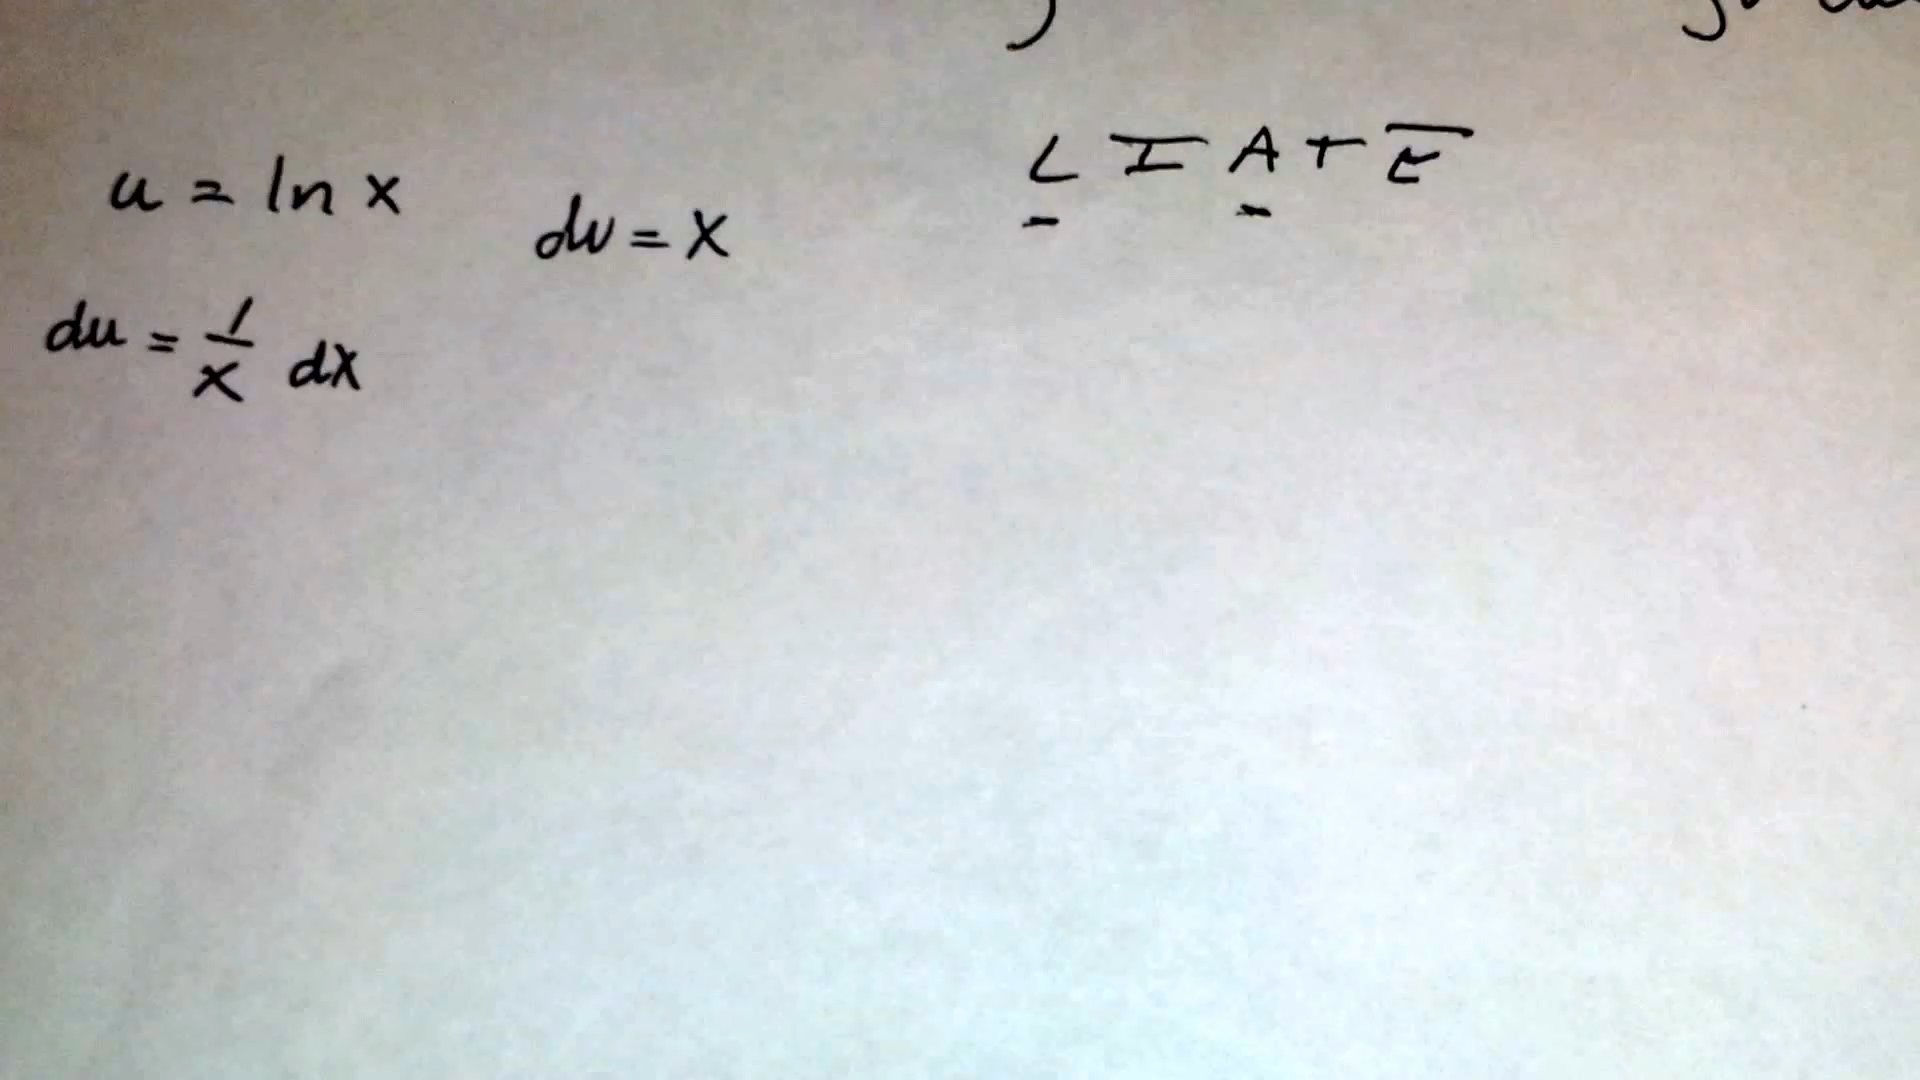 u = ln x
dv = x
L I A T E
du = 1/x dx